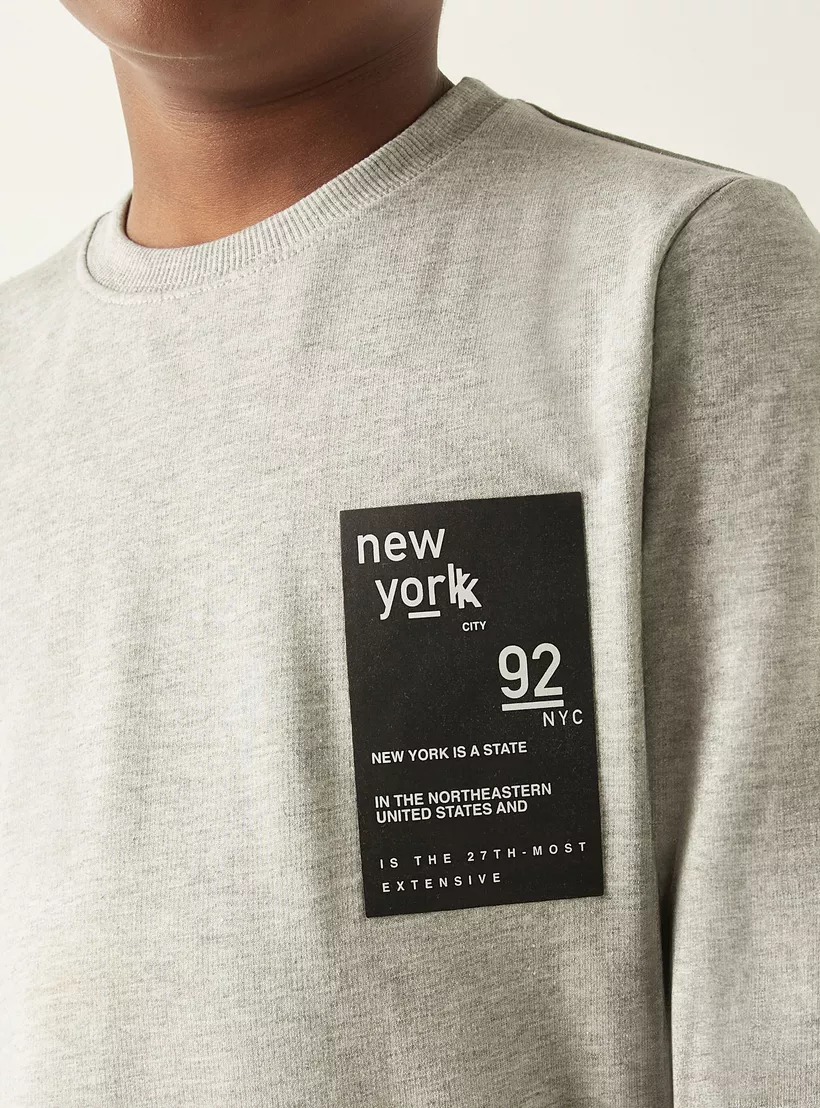 new
york
CITY
92
NYC
NEW YORK IS A STATE
IN THE NORTHEASTERN
UNITED STATES AND
IS THE 27TH-MOST
EXTENSIVE